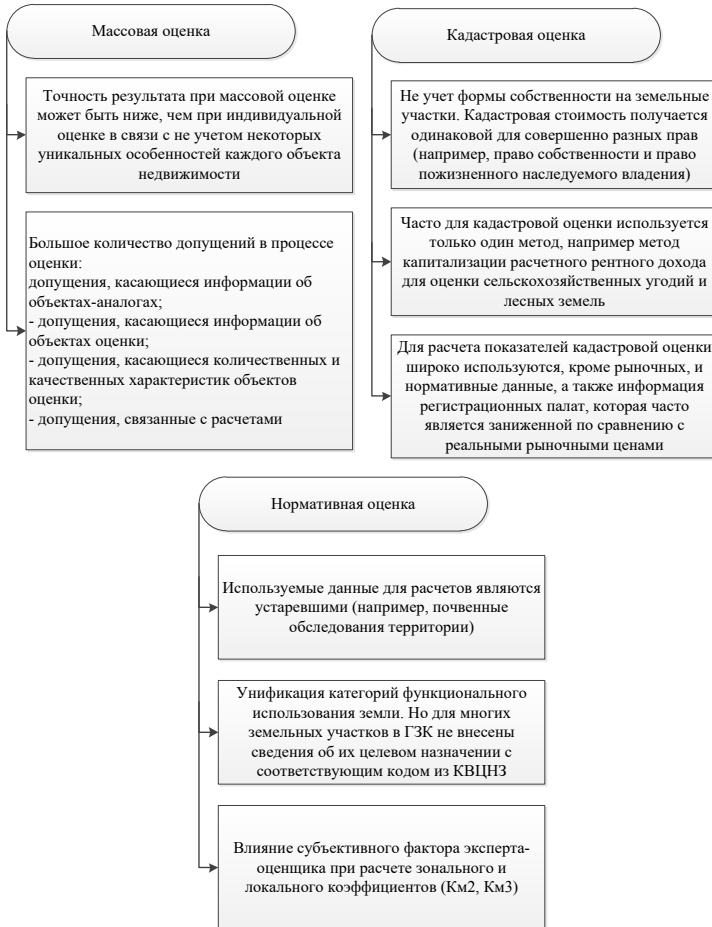 Массовая оценка
Точность результата при массовой оценке
может быть ниже, чем при индивидуальной
оценке в связи с не учетом некоторых
уникальных особенностей каждого объекта
недвижимости
Большое количество допущений в процессе
оценки:
допущения, касающиеся информации об
объектах-аналогах;
- допущения, касающиеся информации об
объектах оценки;
- допущения, касающиеся количественных и
качественных характеристик объектов
оценки;
- допущения, связанные с расчетами
Кадастровая оценка
Не учет формы собственности на земельные
участки. Кадастровая стоимость получается
одинаковой для совершенно разных прав
(например, право собственности и право
пожизненного наследуемого владения)
Часто для кадастровой оценки используется
только один метод, например метод
капитализации расчетного рентного дохода
для оценки сельскохозяйственных угодий и
лесных земель
Для расчета показателей кадастровой оценки
широко используются, кроме рыночных, и
нормативные данные, а также информация
регистрационных палат, которая часто
является заниженной по сравнению с
реальными рыночными ценами
Нормативная оценка
Используемые данные для расчетов являются
устаревшими (например, почвенные
обследования территории)
Унификация категорий функционального
использования земли. Но для многих
земельных участков в ГЗК не внесены
сведения об их целевом назначении с
соответствующим кодом из КВЦНЗ
Влияние субъективного фактора эксперта-
оценщика при расчете зонального и
локального коэффициентов (Км2, Км3)